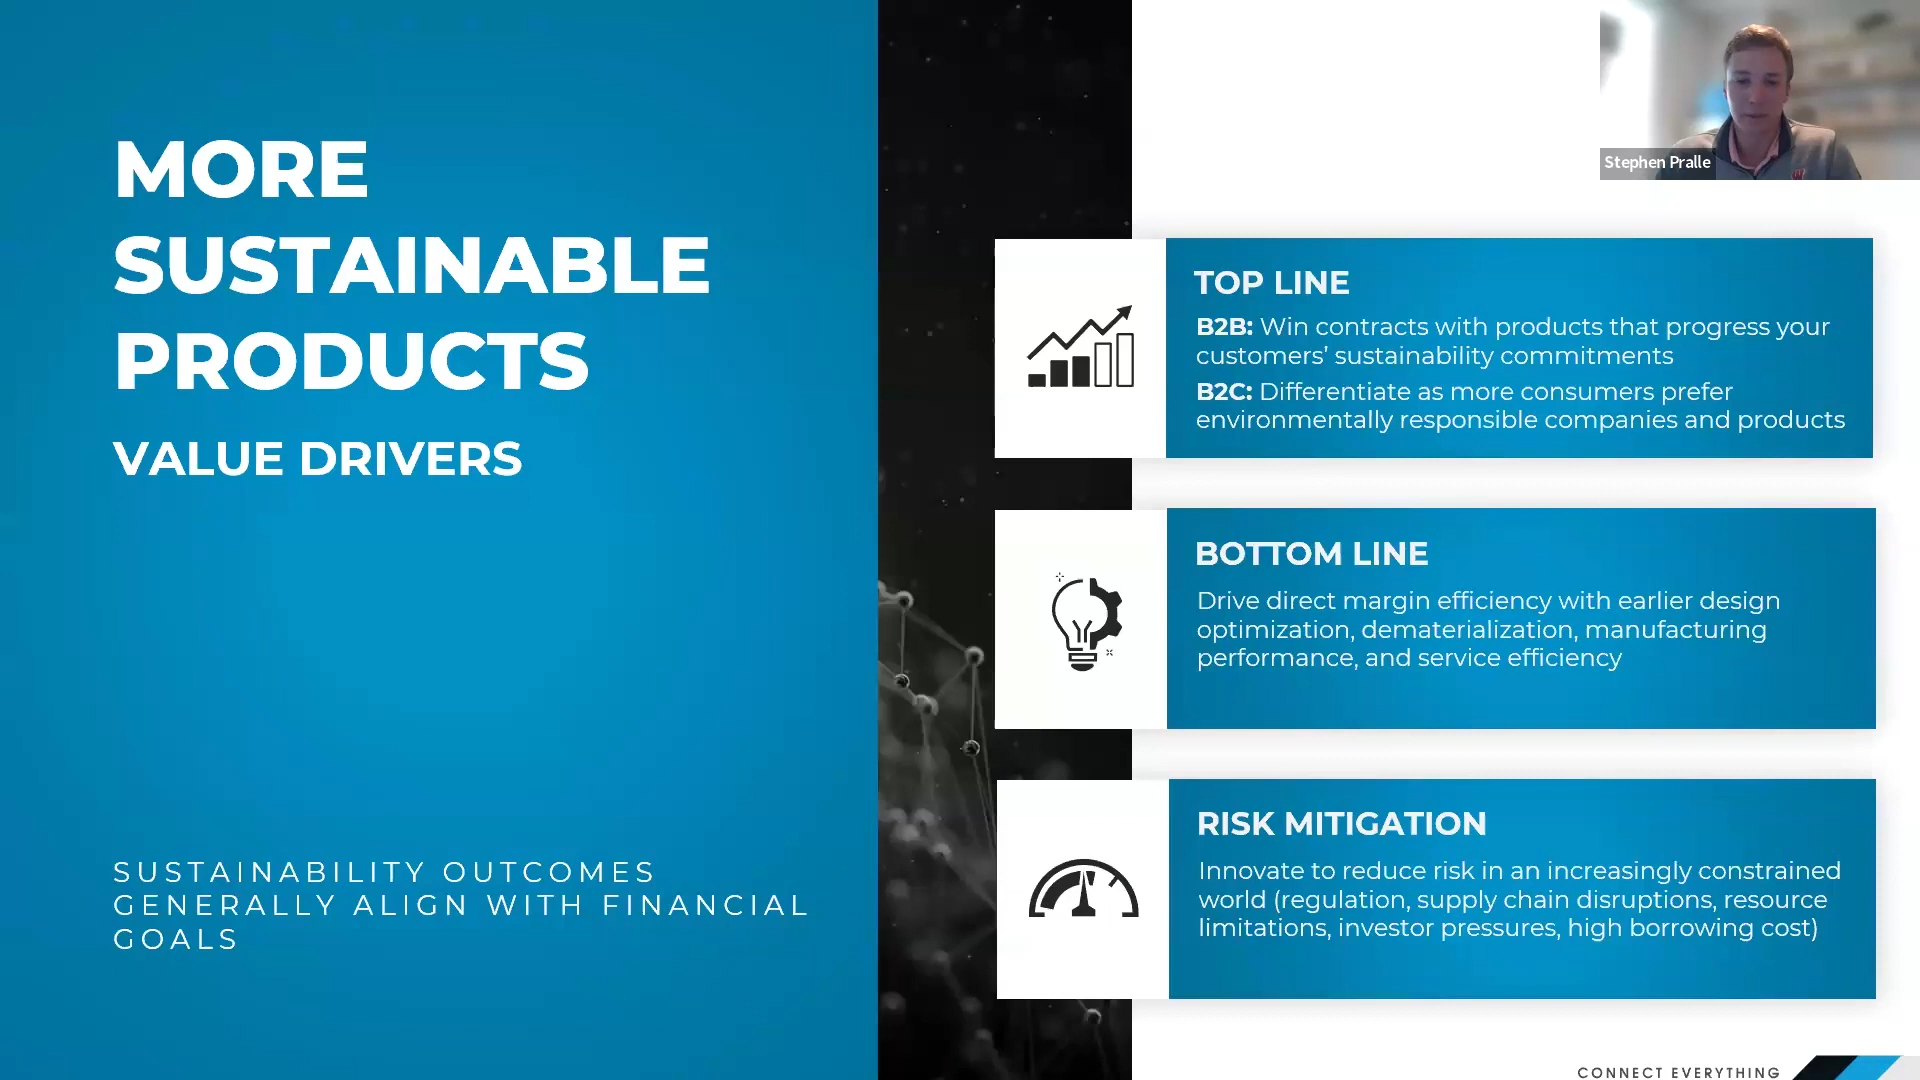 MORE
SUSTAINABLE
PRODUCTS
VALUE DRIVERS
SUSTAINABILITY OUTCOMES
GENERALLY ALIGN WITH FINANCIAL
GOALS
Stephen Pralle
TOP LINE
B2B: Win contracts with products that progress your
customers’ sustainability commitments
B2C: Differentiate as more consumers prefer
environmentally responsible companies and products
BOTTOM LINE
Drive direct margin efficiency with earlier design
optimization, dematerialization, manufacturing
performance, and service efficiency
RISK MITIGATION
Innovate to reduce risk in an increasingly constrained
world (regulation, supply chain disruptions, resource
limitations, investor pressures, high borrowing cost)
CONNECT EVERYTHING